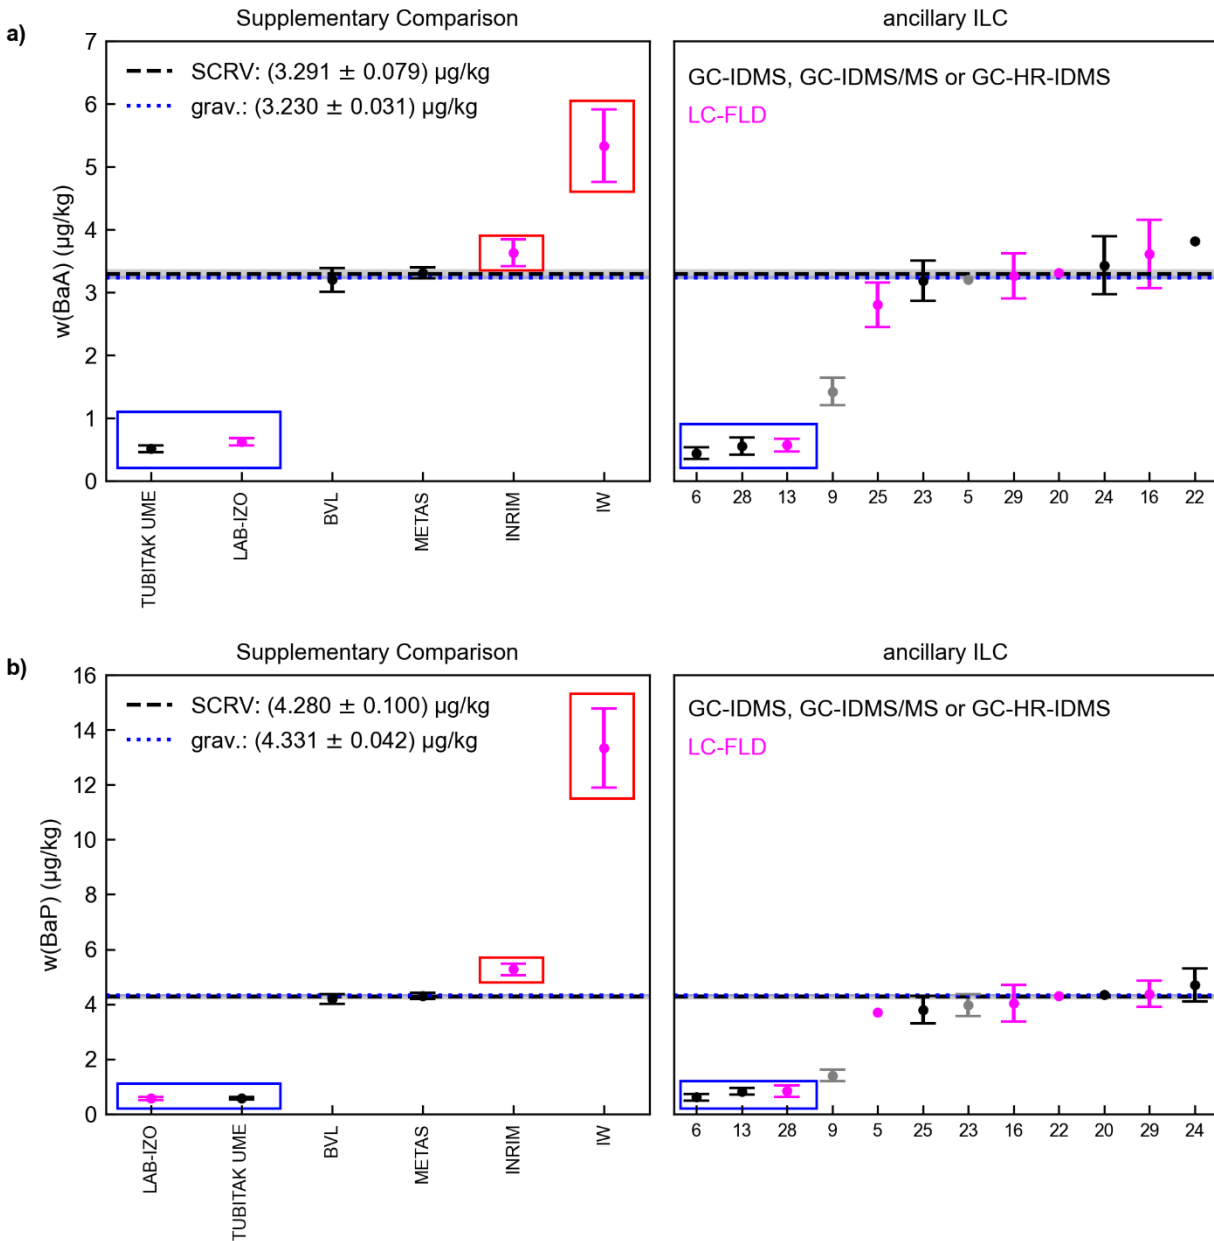 a)
Supplementary Comparison
ancillary ILC
7
6
5
4
3
2
1
0
w(BaA) (µg/kg)
SCRV: (3.291 ± 0.079) µg/kg
grav.: (3.230 ± 0.031) µg/kg
GC-IDMS, GC-IDMS/MS or GC-HR-IDMS
LC-FLD
TUBITAK UME
LAB-IZO
BVL
METAS
INRIM
IW
6 28 13 9 25 23 5 29 20 24 16 22
b)
Supplementary Comparison
ancillary ILC
16
14
12
10
8
6
4
2
0
w(BaP) (µg/kg)
SCRV: (4.280 ± 0.100) µg/kg
grav.: (4.331 ± 0.042) µg/kg
GC-IDMS, GC-IDMS/MS or GC-HR-IDMS
LC-FLD
LAB-IZO
TUBITAK UME
BVL
METAS
INRIM
IW
6 13 28 9 5 25 23 16 22 20 29 24